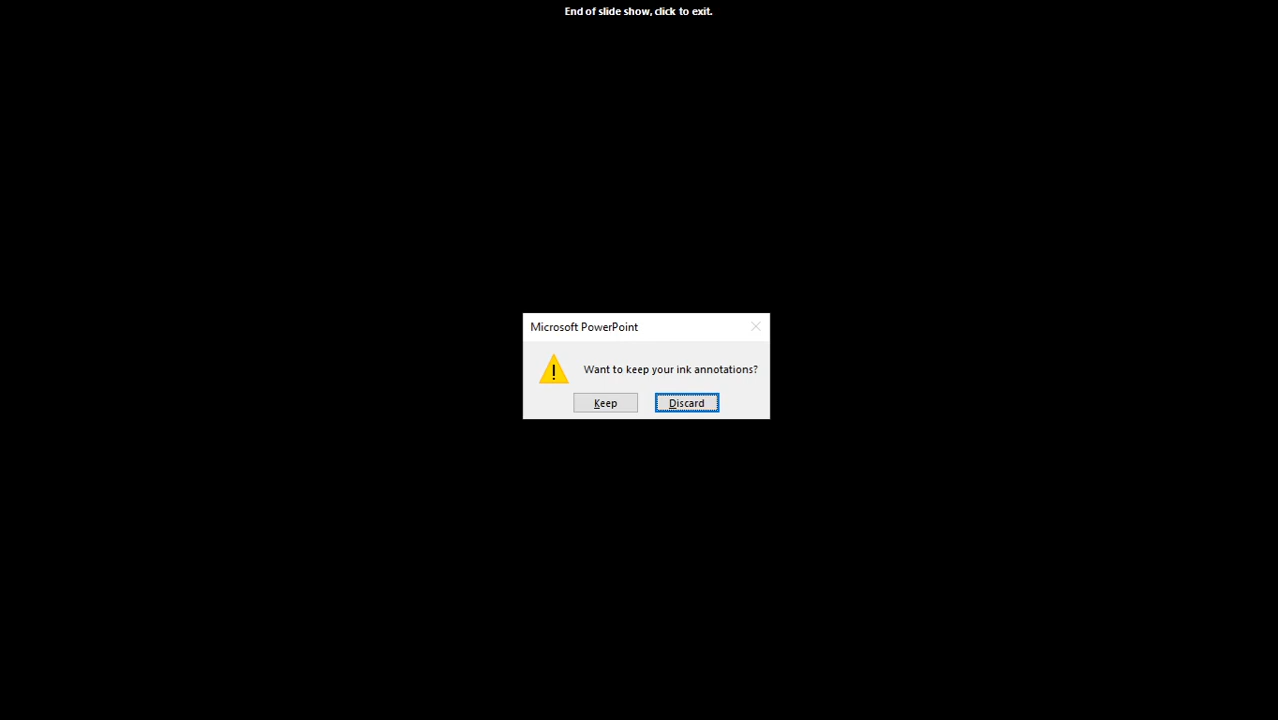 End of slide show, click to exit.
Microsoft PowerPoint
Want to keep your ink annotations?
Keep Discard